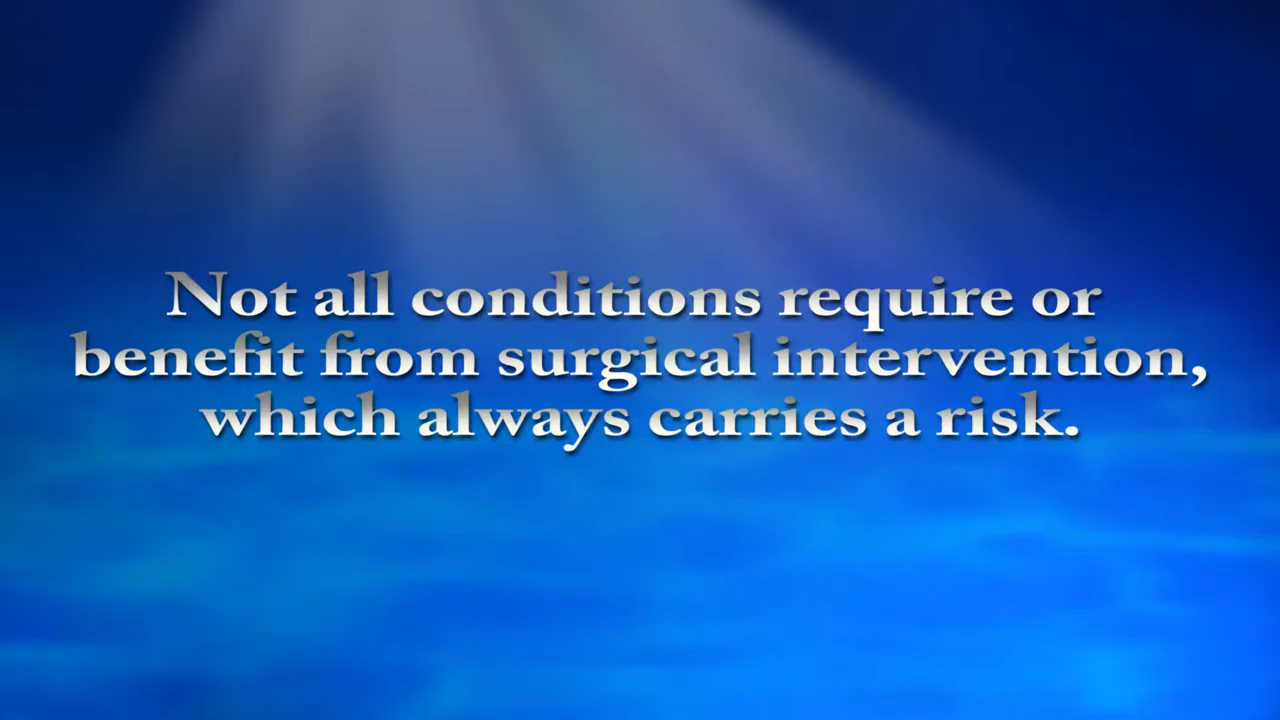 Not all conditions require or
benefit from surgical intervention,
which always carries a risk.